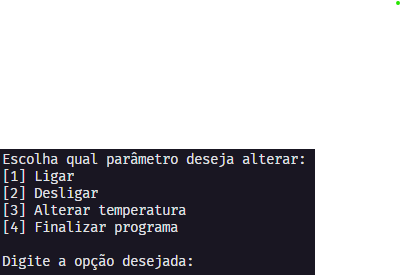 Escolha qual parâmetro deseja alterar:
[1] Ligar
[2] Desligar
[3] Alterar temperatura
[4] Finalizar programa
Digite a opção desejada: